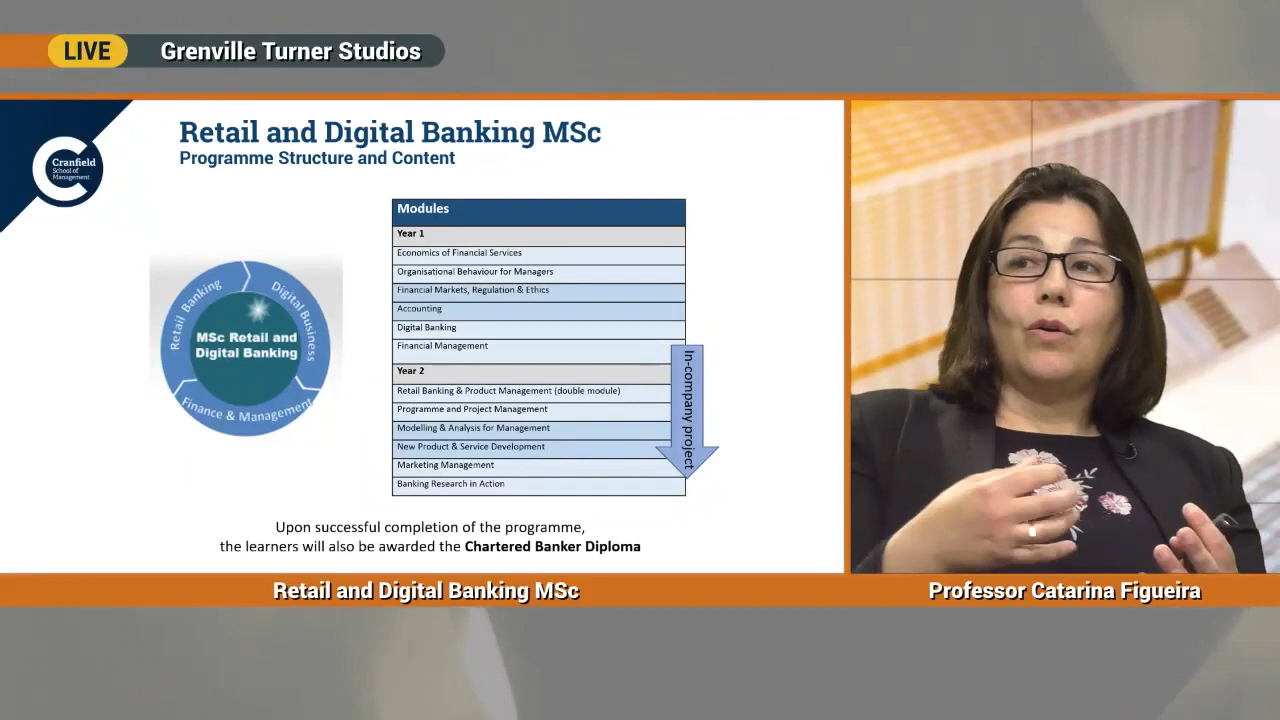 LIVE
Grenville Turner Studios
Cranfield
School of
Management
Retail and Digital Banking MSc
Programme Structure and Content
Retail Banking
Digital Business
MSc Retail and
Digital Banking
Finance & Management
Modules
Year 1
Economics of Financial Services
Organisational Behaviour for Managers
Financial Markets, Regulation & Ethics
Accounting
Digital Banking
Financial Management
Year 2
Retail Banking & Product Management (double module)
Programme and Project Management
Modelling & Analysis for Management
New Product & Service Development
Marketing Management
Banking Research in Action
In-company project
Upon successful completion of the programme,
the learners will also be awarded the Chartered Banker Diploma
Retail and Digital Banking MSc
Professor Catarina Figueira